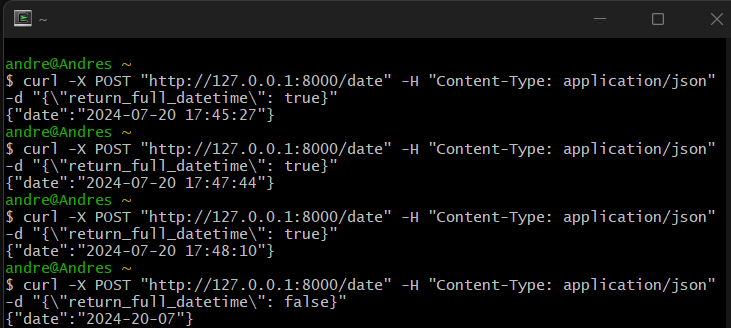 ~
andre@Andres ~
$ curl -X POST "http://127.0.0.1:8000/date" -H "Content-Type: application/json"
-d "{\"return_full_datetime\": true}"
{"date":"2024-07-20 17:45:27"}
andre@Andres ~
$ curl -X POST "http://127.0.0.1:8000/date" -H "Content-Type: application/json"
-d "{\"return_full_datetime\": true}"
{"date":"2024-07-20 17:47:44"}
andre@Andres ~
$ curl -X POST "http://127.0.0.1:8000/date" -H "Content-Type: application/json"
-d "{\"return_full_datetime\": true}"
{"date":"2024-07-20 17:48:10"}
andre@Andres ~
$ curl -X POST "http://127.0.0.1:8000/date" -H "Content-Type: application/json"
-d "{\"return_full_datetime\": false}"
{"date":"2024-20-07"}